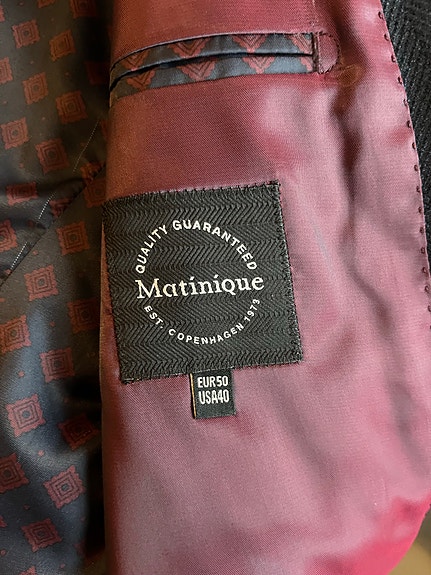 QUALITY GUARANTEED
Matinique
EST. COPENHAGEN 1973
EUR50
USA40